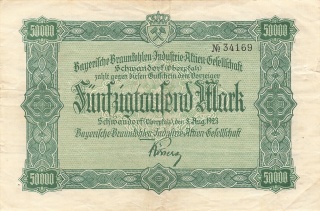 50000 50000
Bayerische Braunkohlen-Industrie-Aktien-Gesellschaft
№ 34169
Schwandorf (Oberpfalz)
zahlt gegen diesen Gutschein dem Vorzeiger
Fünfzigtausend Mark
Schwandorf (Oberpfalz), den 8. Aug. 1923
Bayerische Braunkohlen-Industrie-Aktien-Gesellschaft
50000 50000